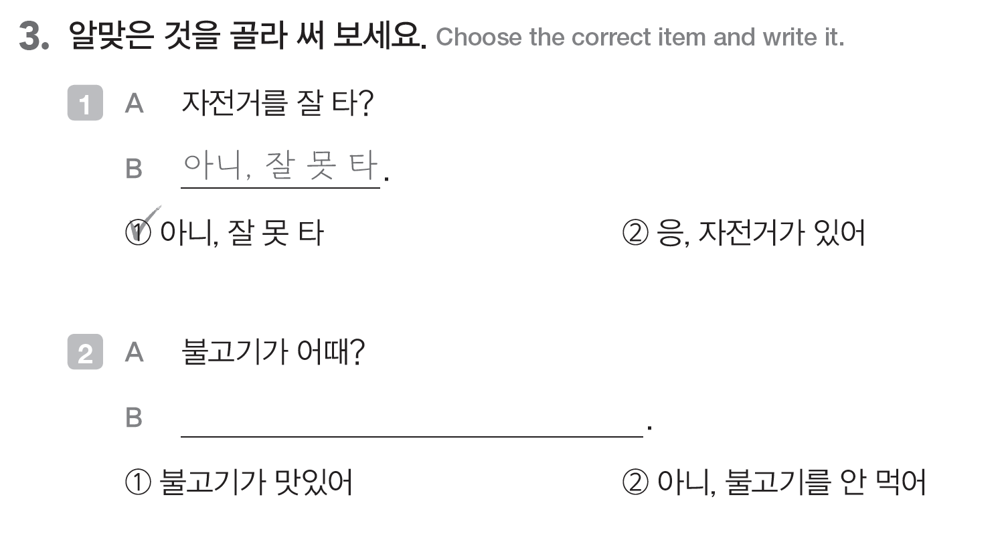 3. 알맞은 것을 골라 써 보세요. Choose the correct item and write it.
1 A 자전거를 잘 타?
B 아니, 잘 못 타.
① 아니, 잘 못 타 ② 응, 자전거가 있어
2 A 불고기가 어때?
B .
① 불고기가 맛있어 ② 아니, 불고기를 안 먹어